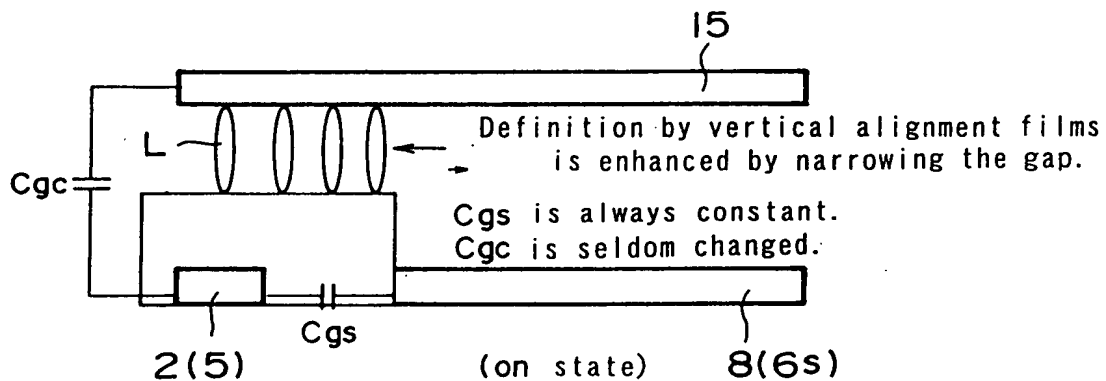 15
L
Definition by vertical alignment films
is enhanced by narrowing the gap.
Cgc
Cgs is always constant.
Cgc is seldom changed.
Cgs
2(5)
(on state)
8(6s)